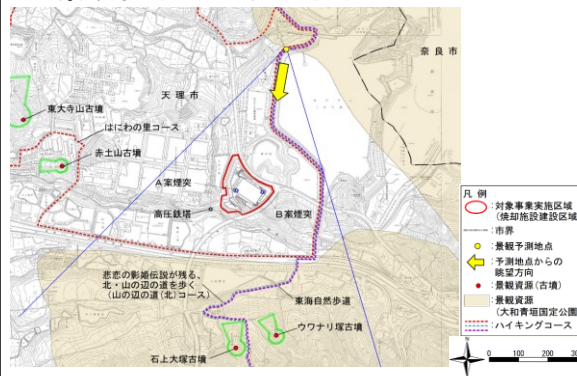 奈良市
天理市
東大寺山古墳
はにわの里コース
赤土山古墳
A案煙突
高圧鉄塔
B案煙突
悲恋の影姫伝説が残る、
北・山の辺の道を歩く、
(山の辺の道(北)コース)
東海自然歩道
ウワナリ塚古墳
石上大塚古墳
凡例
:対象事業実施区域
(焼却施設建設区域)
:市界
:景観予測地点
:予測地点からの
眺望方向
:景観資源(古墳)
:景観資源
(大和青垣国定公園)
:ハイキングコース
N
0 100 200 300